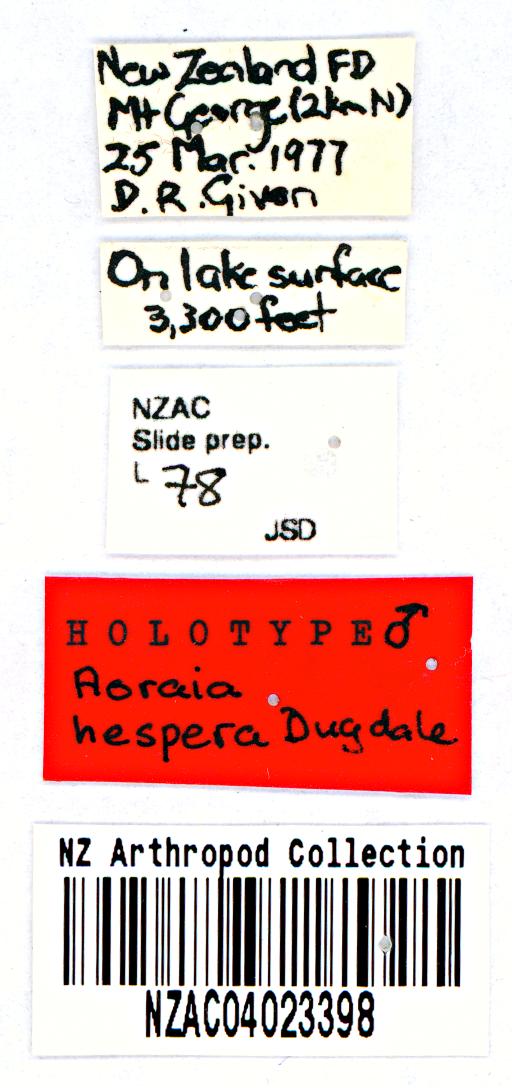 New Zealand FD
Mt George (2km N)
25 Mar. 1977
D.R. Given
On lake surface
3,300 feet
NZAC
Slide prep.
L 78
JSD
HOLOTYPE ♂
Aoraia
hespera Dugdale
NZ Arthropod Collection
NZAC04023398